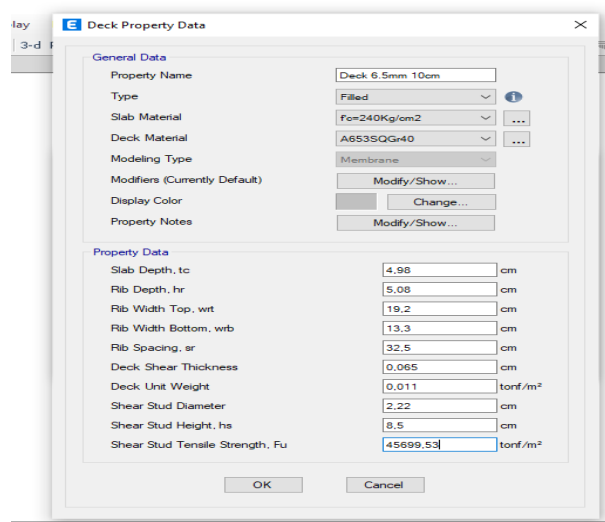 lay
3-d
E Deck Property Data
General Data
Property Name Deck 6.5mm 10cm
Type Filled
Slab Material f'c=240Kg/cm2 ...
Deck Material A653SQGr40 ...
Modeling Type Membrane
Modifiers (Currently Default) Modify/Show...
Display Color Change...
Property Notes Modify/Show...
Property Data
Slab Depth, tc 4,98 cm
Rib Depth, hr 5,08 cm
Rib Width Top, wrt 19,2 cm
Rib Width Bottom, wrb 13,3 cm
Rib Spacing, sr 32,5 cm
Deck Shear Thickness 0,065 cm
Deck Unit Weight 0,011 tonf/m²
Shear Stud Diameter 2,22 cm
Shear Stud Height, hs 8,5 cm
Shear Stud Tensile Strength, Fu 45699,53 tonf/m²
OK Cancel